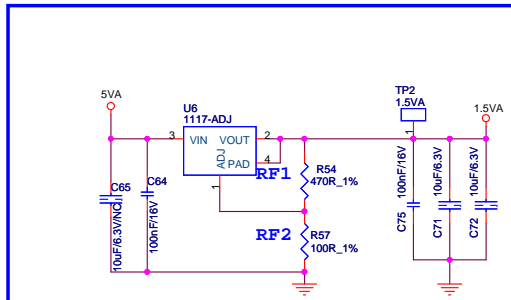 5VA
U6
1117-ADJ
3
VIN
VOUT
2
ADJ
PAD
4
1
C65
10uF/6.3V/NC
C64
100nF/16V
RF1
R54
470R_1%
RF2
R57
100R_1%
TP2
1.5VA
1
1.5VA
C75
100nF/16V
C71
10uF/6.3V
C72
10uF/6.3V